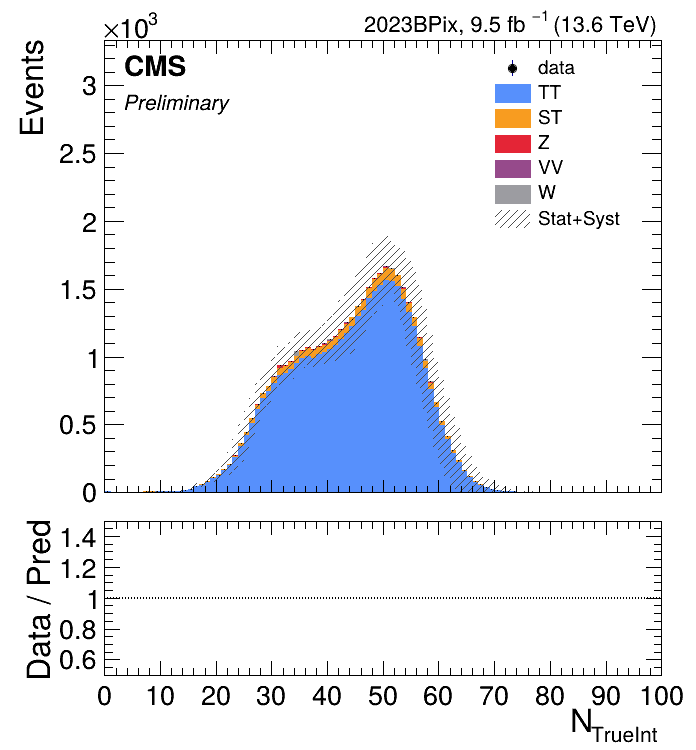 ×10³
2023BPix, 9.5 fb ⁻¹ (13.6 TeV)
CMS
Preliminary
Events
3
2.5
2
1.5
1
0.5
0
data
TT
ST
Z
VV
W
Stat+Syst
Data / Pred
1.4
1.2
1
0.8
0.6
0 10 20 30 40 50 60 70 80 90 100
N_TrueInt